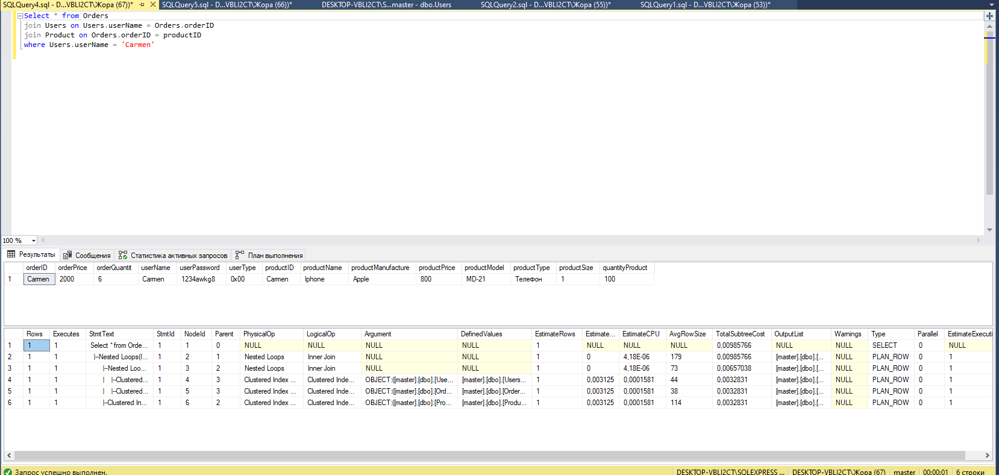 SQLQuery4.sql - D...VBLI2CT\Жора (67))* SQLQuery5.sql - D...VBLI2CT\Жора (66))* DESKTOP-VBLI2CT\S...master - dbo.Users SQLQuery2.sql - D...VBLI2CT\Жора (55))* SQLQuery1.sql - D...VBLI2CT\Жора (53))*
Select * from Orders
join Users on Users.userName = Orders.orderID
join Product on Orders.orderID = productID
where Users.userName = 'Carmen'
100 %
Результаты Сообщения Статистика активных запросов План выполнения
orderID orderPrice orderQuantit userName userPassword userType productID productName productManufacture productPrice productModel productType productSize quantityProduct
1 Carmen 2000 6 Carmen 1234awkg8 0x00 Carmen Iphone Apple 800 MD-21 Телефон 1 100
Rows Executes StmtText StmtId NodeId Parent PhysicalOp LogicalOp Argument DefinedValues EstimateRows Estimate... EstimateCPU AvgRowSize TotalSubtreeCost OutputList Warnings Type Parallel EstimateExecuti
1 1 1 Select * from Orde... 1 1 0 NULL NULL NULL NULL 1 NULL NULL NULL 0,00985766 NULL NULL SELECT 0 NULL
2 1 1 |--Nested Loops(I... 1 2 1 Nested Loops Inner Join NULL NULL 1 0 4,18E-06 179 0,00985766 [master].[dbo].[... NULL PLAN_ROW 0 1
3 1 1 |--Nested Loo... 1 3 2 Nested Loops Inner Join NULL NULL 1 0 4,18E-06 73 0,00657038 [master].[dbo].[... NULL PLAN_ROW 0 1
4 1 1 | |--Clustered... 1 4 3 Clustered Index ... Clustered Inde... OBJECT:([master].[dbo].[Use... [master].[dbo].[Users... 1 0,003125 0,0001581 44 0,0032831 [master].[dbo].[... NULL PLAN_ROW 0 1
5 1 1 | |--Clustered... 1 5 3 Clustered Index ... Clustered Inde... OBJECT:([master].[dbo].[Ord... [master].[dbo].[Order... 1 0,003125 0,0001581 38 0,0032831 [master].[dbo].[... NULL PLAN_ROW 0 1
6 1 1 |--Clustered In... 1 6 2 Clustered Index ... Clustered Inde... OBJECT:([master].[dbo].[Pro... [master].[dbo].[Produ... 1 0,003125 0,0001581 114 0,0032831 [master].[dbo].[... NULL PLAN_ROW 0 1
Запрос успешно выполнен. DESKTOP-VBLI2CT\SQLEXPRESS ... DESKTOP-VBLI2CT\Жора (67) master 00:00:01 6 строки